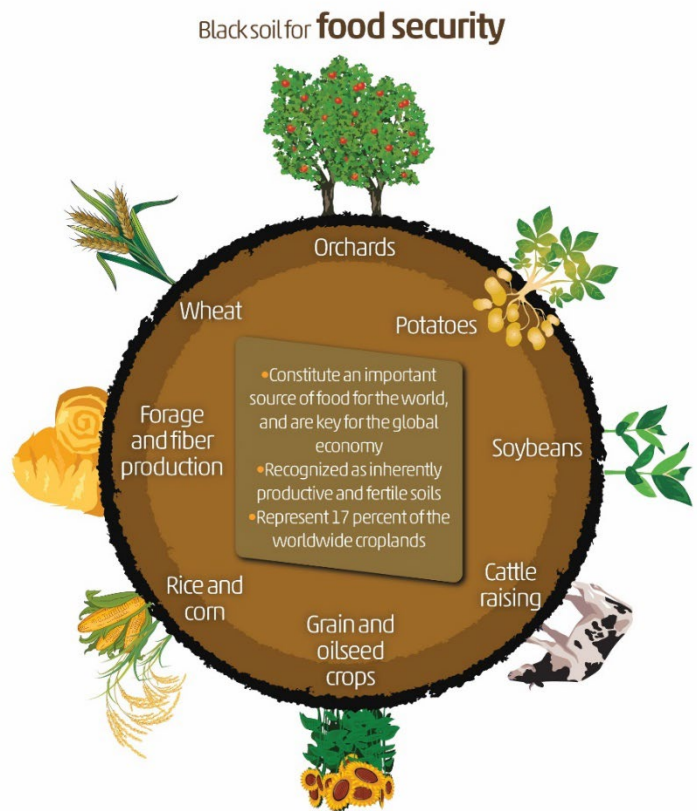 Black soil for food security
Orchards
Potatoes
Soybeans
Cattle
raising
Grain and
oilseed
crops
Rice and
corn
Forage
and fiber
production
Wheat
•Constitute an important
source of food for the world,
and are key for the global
economy
•Recognized as inherently
productive and fertile soils
•Represent 17 percent of the
worldwide croplands